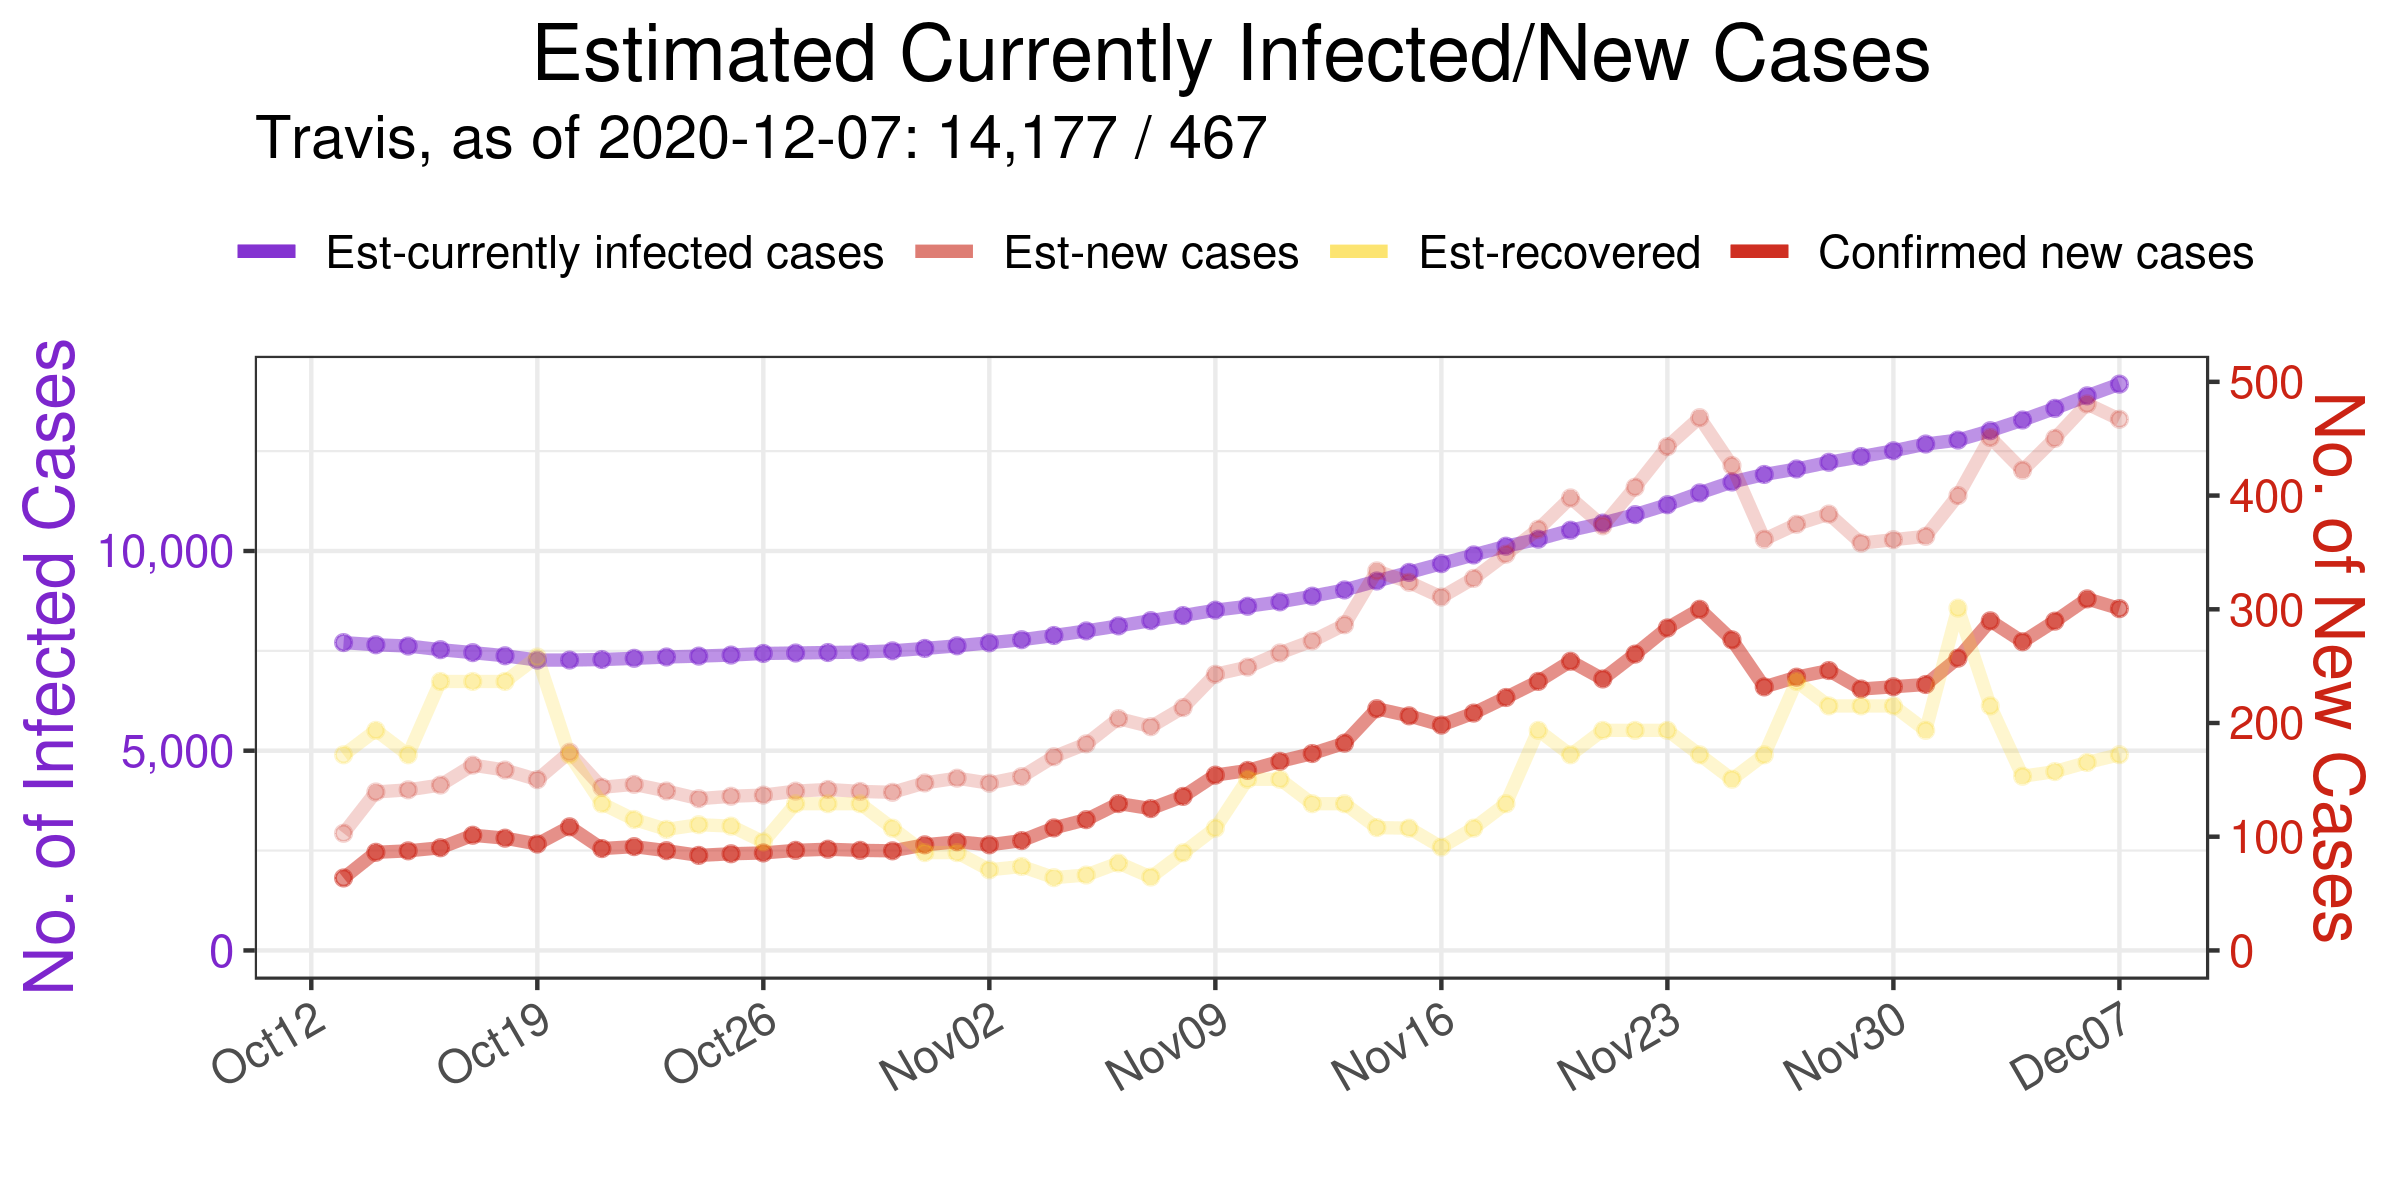 Estimated Currently Infected/New Cases
Travis, as of 2020-12-07: 14,177 / 467
Est-currently infected cases Est-new cases Est-recovered Confirmed new cases
No. of Infected Cases
10,000
5,000
0
500
400
300
200
100
0
No. of New Cases
Oct12 Oct19 Oct26 Nov02 Nov09 Nov16 Nov23 Nov30 Dec07